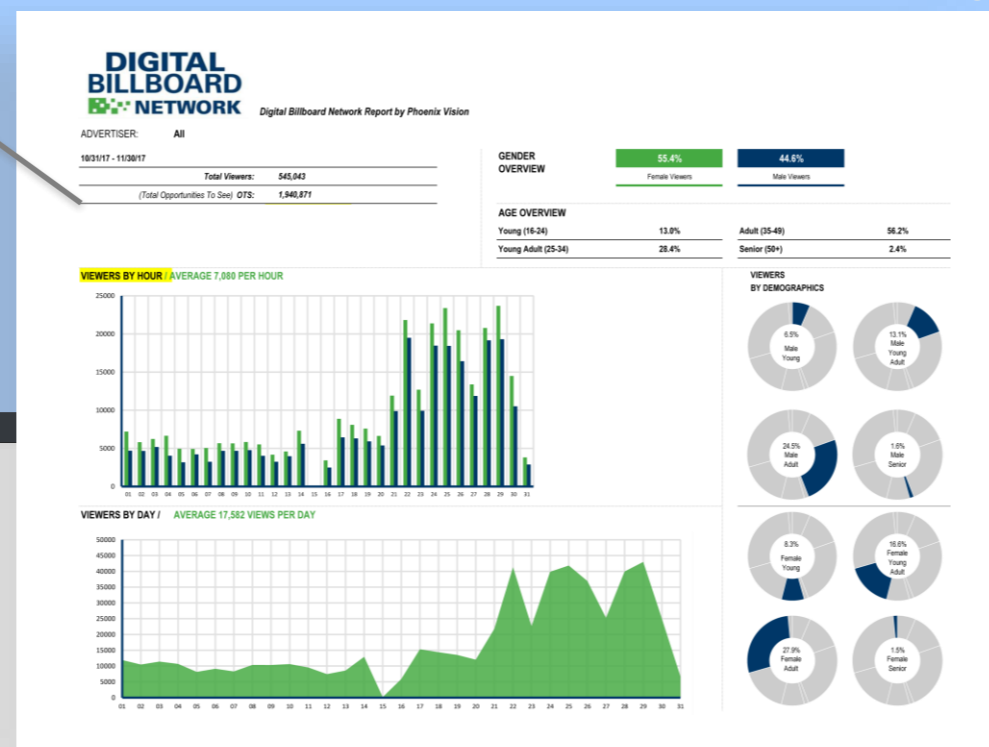 DIGITAL
BILLBOARD
NETWORK
Digital Billboard Network Report by Phoenix Vision
ADVERTISER: All
10/31/17 - 11/30/17
Total Viewers: 545,043
(Total Opportunities To See) OTS: 1,940,871
GENDER
OVERVIEW
55.4%
Female Viewers
44.6%
Male Viewers
AGE OVERVIEW
Young (16-24) 13.0% Adult (35-49) 56.2%
Young Adult (25-34) 28.4% Senior (50+) 2.4%
VIEWERS BY HOUR / AVERAGE 7,080 PER HOUR
25000
20000
15000
10000
5000
0
01 02 03 04 05 06 07 08 09 10 11 12 13 14 15 16 17 18 19 20 21 22 23 24 25 26 27 28 29 30 31
VIEWERS BY DAY / AVERAGE 17,582 VIEWS PER DAY
50000
45000
40000
35000
30000
25000
20000
15000
10000
5000
0
01 02 03 04 05 06 07 08 09 10 11 12 13 14 15 16 17 18 19 20 21 22 23 24 25 26 27 28 29 30 31
VIEWERS
BY DEMOGRAPHICS
6.5%
Male
Young
13.1%
Male
Young
Adult
24.5%
Male
Adult
1.6%
Male
Senior
8.3%
Female
Young
16.6%
Female
Young
Adult
27.9%
Female
Adult
1.5%
Female
Senior